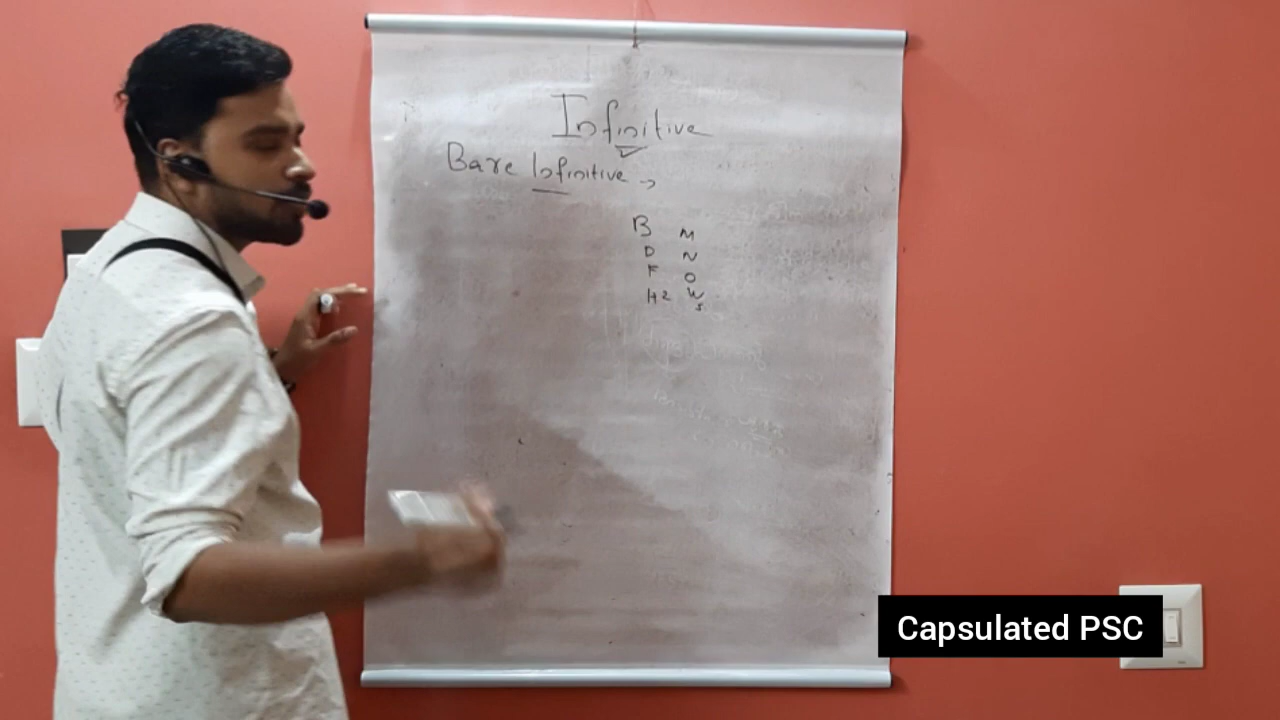 Infinitive
Bare Infinitive →
B M
D N
F O
H2 W
Capsulated PSC